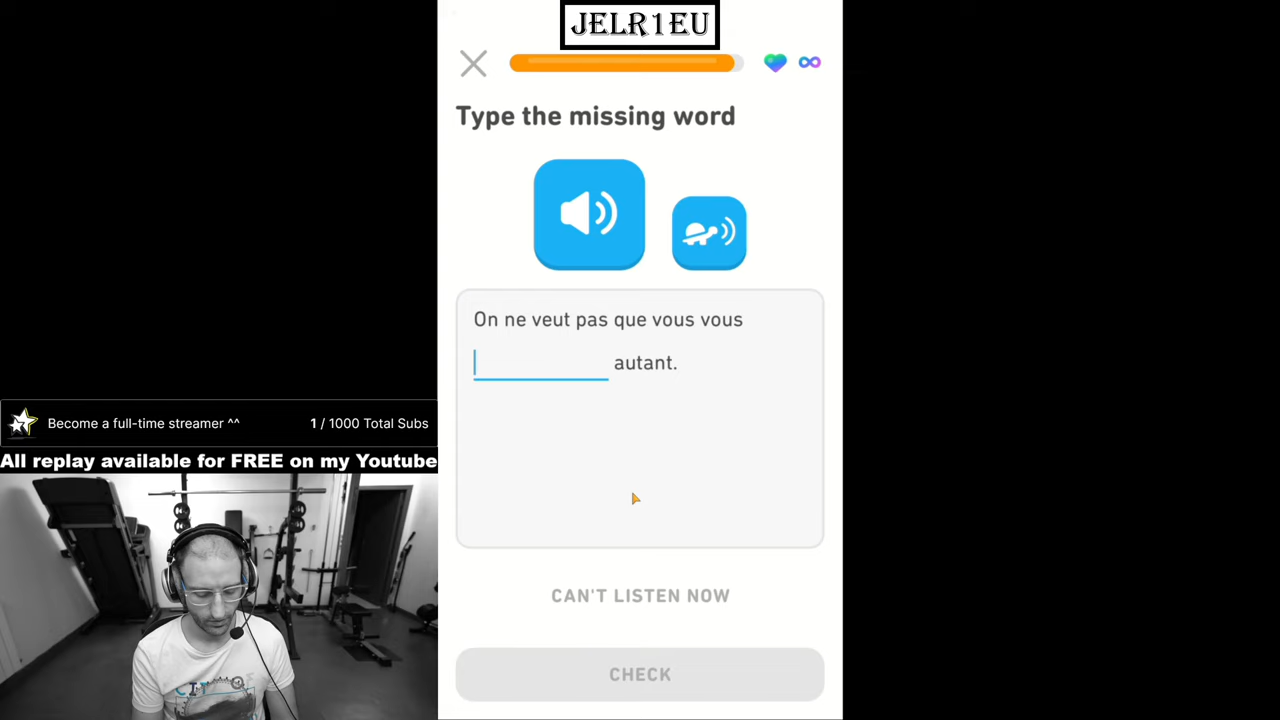 JELR1EU
Type the missing word
On ne veut pas que vous vous
autant.
Become a full-time streamer ^^ 1 / 1000 Total Subs
All replay available for FREE on my Youtube
CAN'T LISTEN NOW
CHECK